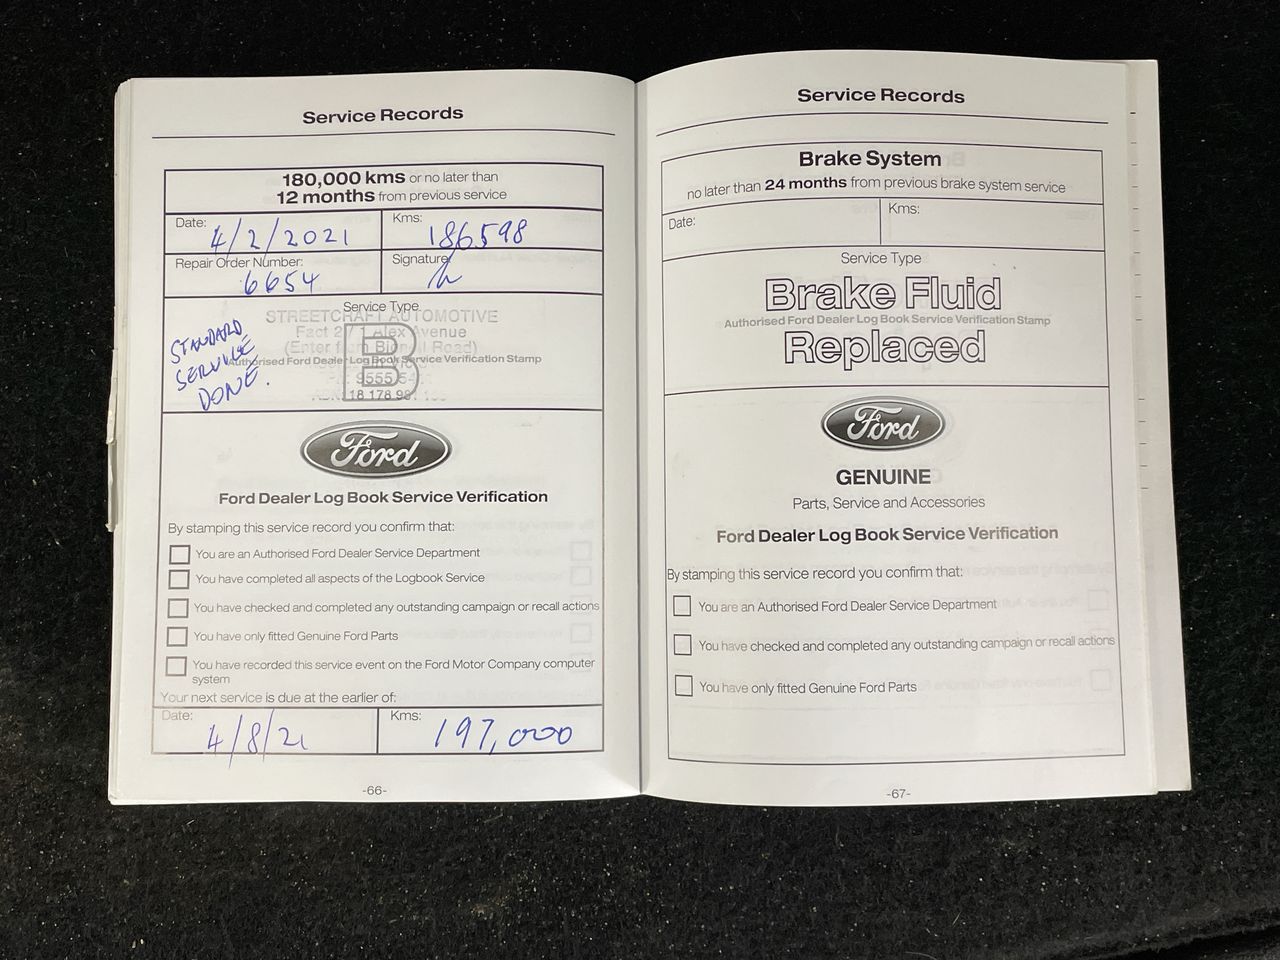 Service Records
180,000 kms or no later than
12 months from previous service
Date: 4/2/2021
Kms: 186598
Repair Order Number: 6654
Signature
Service Type
STREETCRAFT AUTOMOTIVE
Fact 2/1 Alex Avenue
(Enter from Road)
Authorised Ford Dealer Log Book Service Verification Stamp
B
STANDARD
SERVICE
DONE.
Ford
Ford Dealer Log Book Service Verification
By stamping this service record you confirm that:
You are an Authorised Ford Dealer Service Department
You have completed all aspects of the Logbook Service
You have checked and completed any outstanding campaign or recall actions
You have only fitted Genuine Ford Parts
You have recorded this service event on the Ford Motor Company computer
system
Your next service is due at the earlier of:
Date: 4/8/21
Kms: 197,000
-66-
Service Records
Brake System
no later than 24 months from previous brake system service
Date:
Kms:
Service Type
Brake Fluid
Authorised Ford Dealer Log Book Service Verification Stamp
Replaced
Ford
GENUINE
Parts, Service and Accessories
Ford Dealer Log Book Service Verification
By stamping this service record you confirm that:
You are an Authorised Ford Dealer Service Department
You have checked and completed any outstanding campaign or recall actions
You have only fitted Genuine Ford Parts
-67-